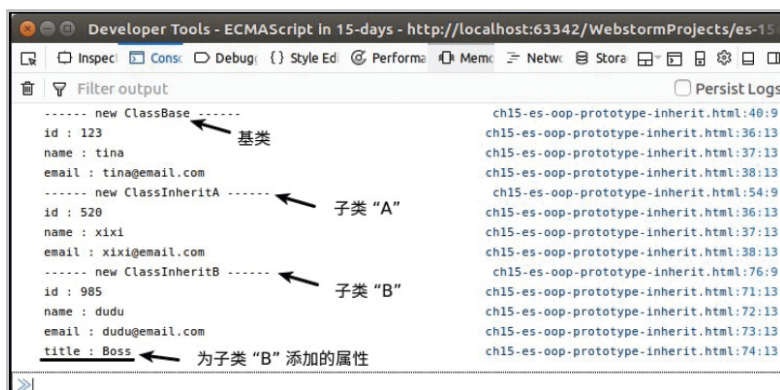 Developer Tools - ECMAScript in 15-days - http://localhost:63342/WebstormProjects/es-15
Inspec Conso Debug {} Style Ed Performa Memo Netwo Stora
Filter output Persist Logs
------ new ClassBase ------ ch15-es-oop-prototype-inherit.html:40:9
基类
id : 123 ch15-es-oop-prototype-inherit.html:36:13
name : tina ch15-es-oop-prototype-inherit.html:37:13
email : tina@email.com ch15-es-oop-prototype-inherit.html:38:13
------ new ClassInheritA ------ ch15-es-oop-prototype-inherit.html:54:9
子类 “A”
id : 520 ch15-es-oop-prototype-inherit.html:36:13
name : xixi ch15-es-oop-prototype-inherit.html:37:13
email : xixi@email.com ch15-es-oop-prototype-inherit.html:38:13
------ new ClassInheritB ------ ch15-es-oop-prototype-inherit.html:76:9
子类 “B”
id : 985 ch15-es-oop-prototype-inherit.html:71:13
name : dudu ch15-es-oop-prototype-inherit.html:72:13
email : dudu@email.com ch15-es-oop-prototype-inherit.html:73:13
title : Boss ch15-es-oop-prototype-inherit.html:74:13
为子类 “B” 添加的属性